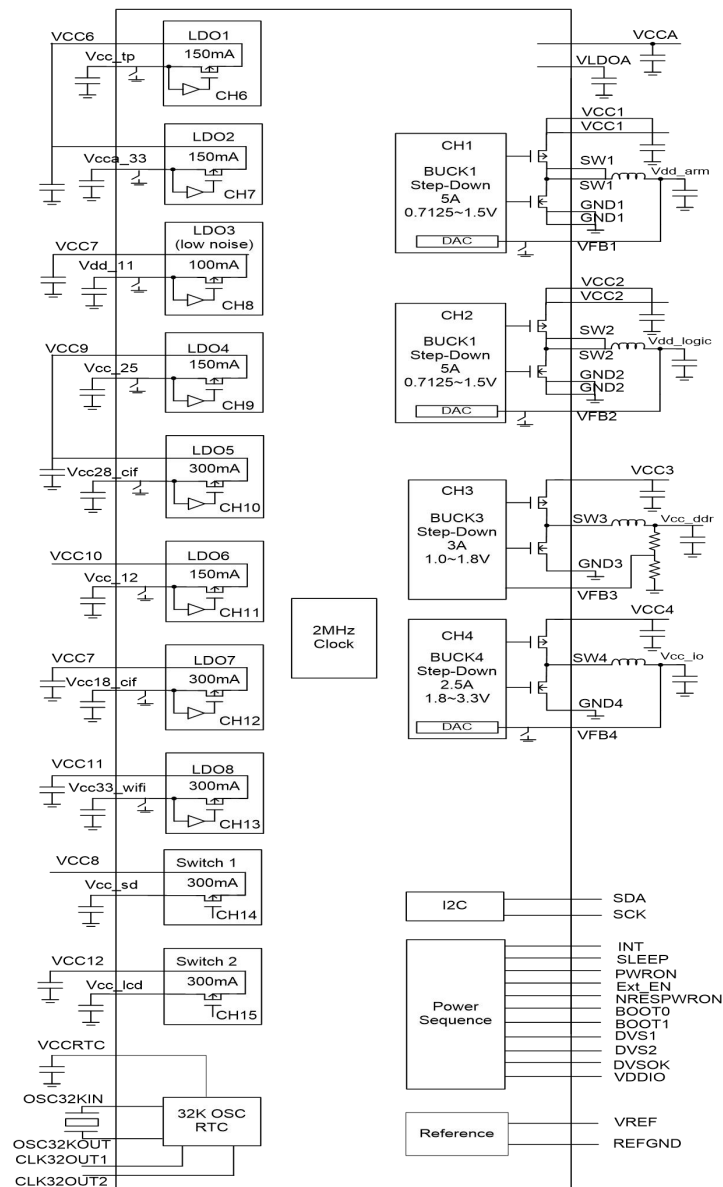 VCC6
LDO1
150mA
Vcc_tp
CH6
LDO2
150mA
Vcca_33
CH7
LDO3
(low noise)
VCC7
100mA
Vdd_11
CH8
VCC9
LDO4
150mA
Vcc_25
CH9
LDO5
300mA
Vcc28_cif
CH10
VCC10
LDO6
150mA
Vcc_12
CH11
VCC7
LDO7
300mA
Vcc18_cif
CH12
VCC11
LDO8
300mA
Vcc33_wifi
CH13
VCC8
Switch 1
300mA
Vcc_sd
CH14
VCC12
Switch 2
300mA
Vcc_lcd
CH15
VCCRTC
OSC32KIN
32K OSC
RTC
OSC32KOUT
CLK32OUT1
CLK32OUT2
2MHz
Clock
VCCA
VLDOA
VCC1
VCC1
CH1
BUCK1
Step-Down
5A
0.7125~1.5V
DAC
SW1
SW1
Vdd_arm
GND1
GND1
VFB1
VCC2
VCC2
CH2
BUCK1
Step-Down
5A
0.7125~1.5V
DAC
SW2
SW2
Vdd_logic
GND2
GND2
VFB2
VCC3
CH3
BUCK3
Step-Down
3A
1.0~1.8V
SW3
Vcc_ddr
GND3
VFB3
VCC4
CH4
BUCK4
Step-Down
2.5A
1.8~3.3V
DAC
SW4
Vcc_io
GND4
VFB4
I2C
SDA
SCK
Power
Sequence
INT
SLEEP
PWRON
Ext_EN
NRESPWRON
BOOT0
BOOT1
DVS1
DVS2
DVSOK
VDDIO
Reference
VREF
REFGND